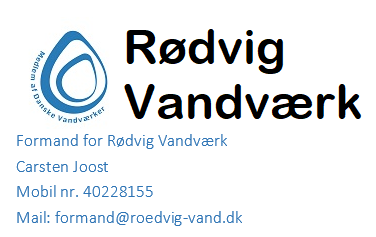 Rødvig
Vandværk
Medlem af Danske Vandværker
Formand for Rødvig Vandværk
Carsten Joost
Mobil nr. 40228155
Mail: formand@roedvig-vand.dk